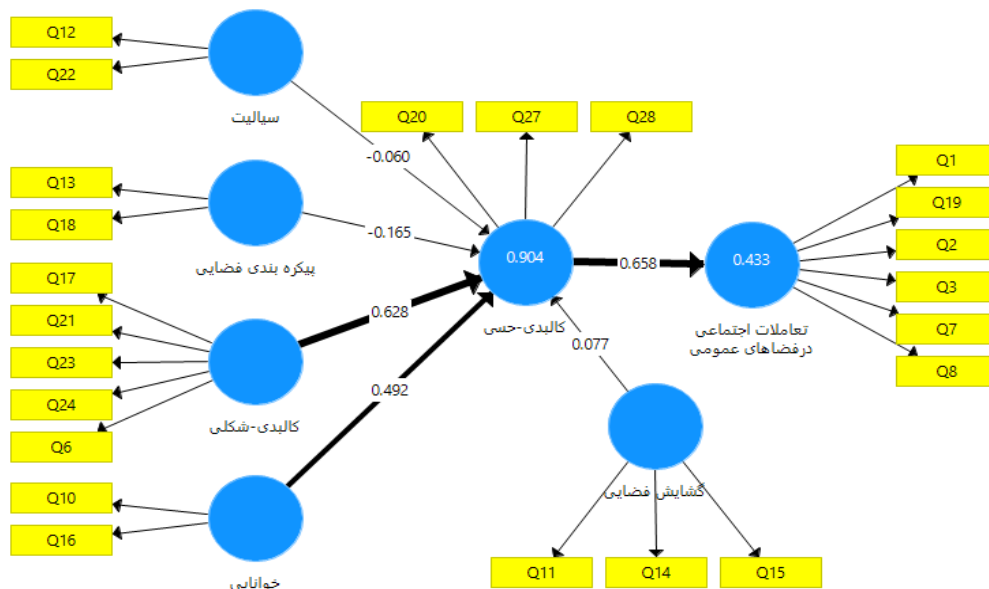 Q12
Q22
سیالیت
-0.060
Q20
Q27
Q28
Q13
Q18
پیکره بندی فضایی
-0.165
0.904
کالبدی-حسی
0.658
0.433
تعاملات اجتماعی
درفضاهای عمومی
Q1
Q19
Q2
Q3
Q7
Q8
Q17
Q21
Q23
Q24
Q6
کالبدی-شکلی
0.628
0.492
0.077
گشایش فضایی
Q10
Q16
خوانایی
Q11
Q14
Q15